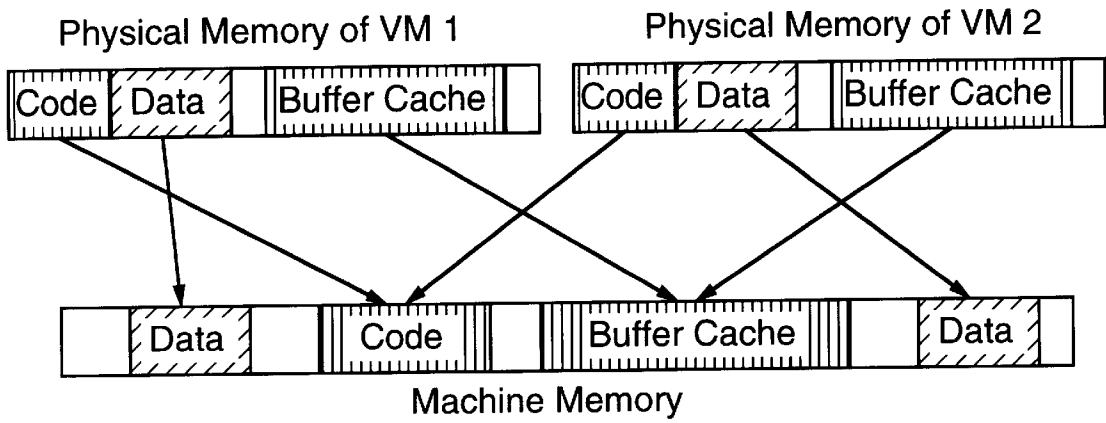 Physical Memory of VM 1
Physical Memory of VM 2
Code Data Buffer Cache
Code Data Buffer Cache
Data Code Buffer Cache Data
Machine Memory